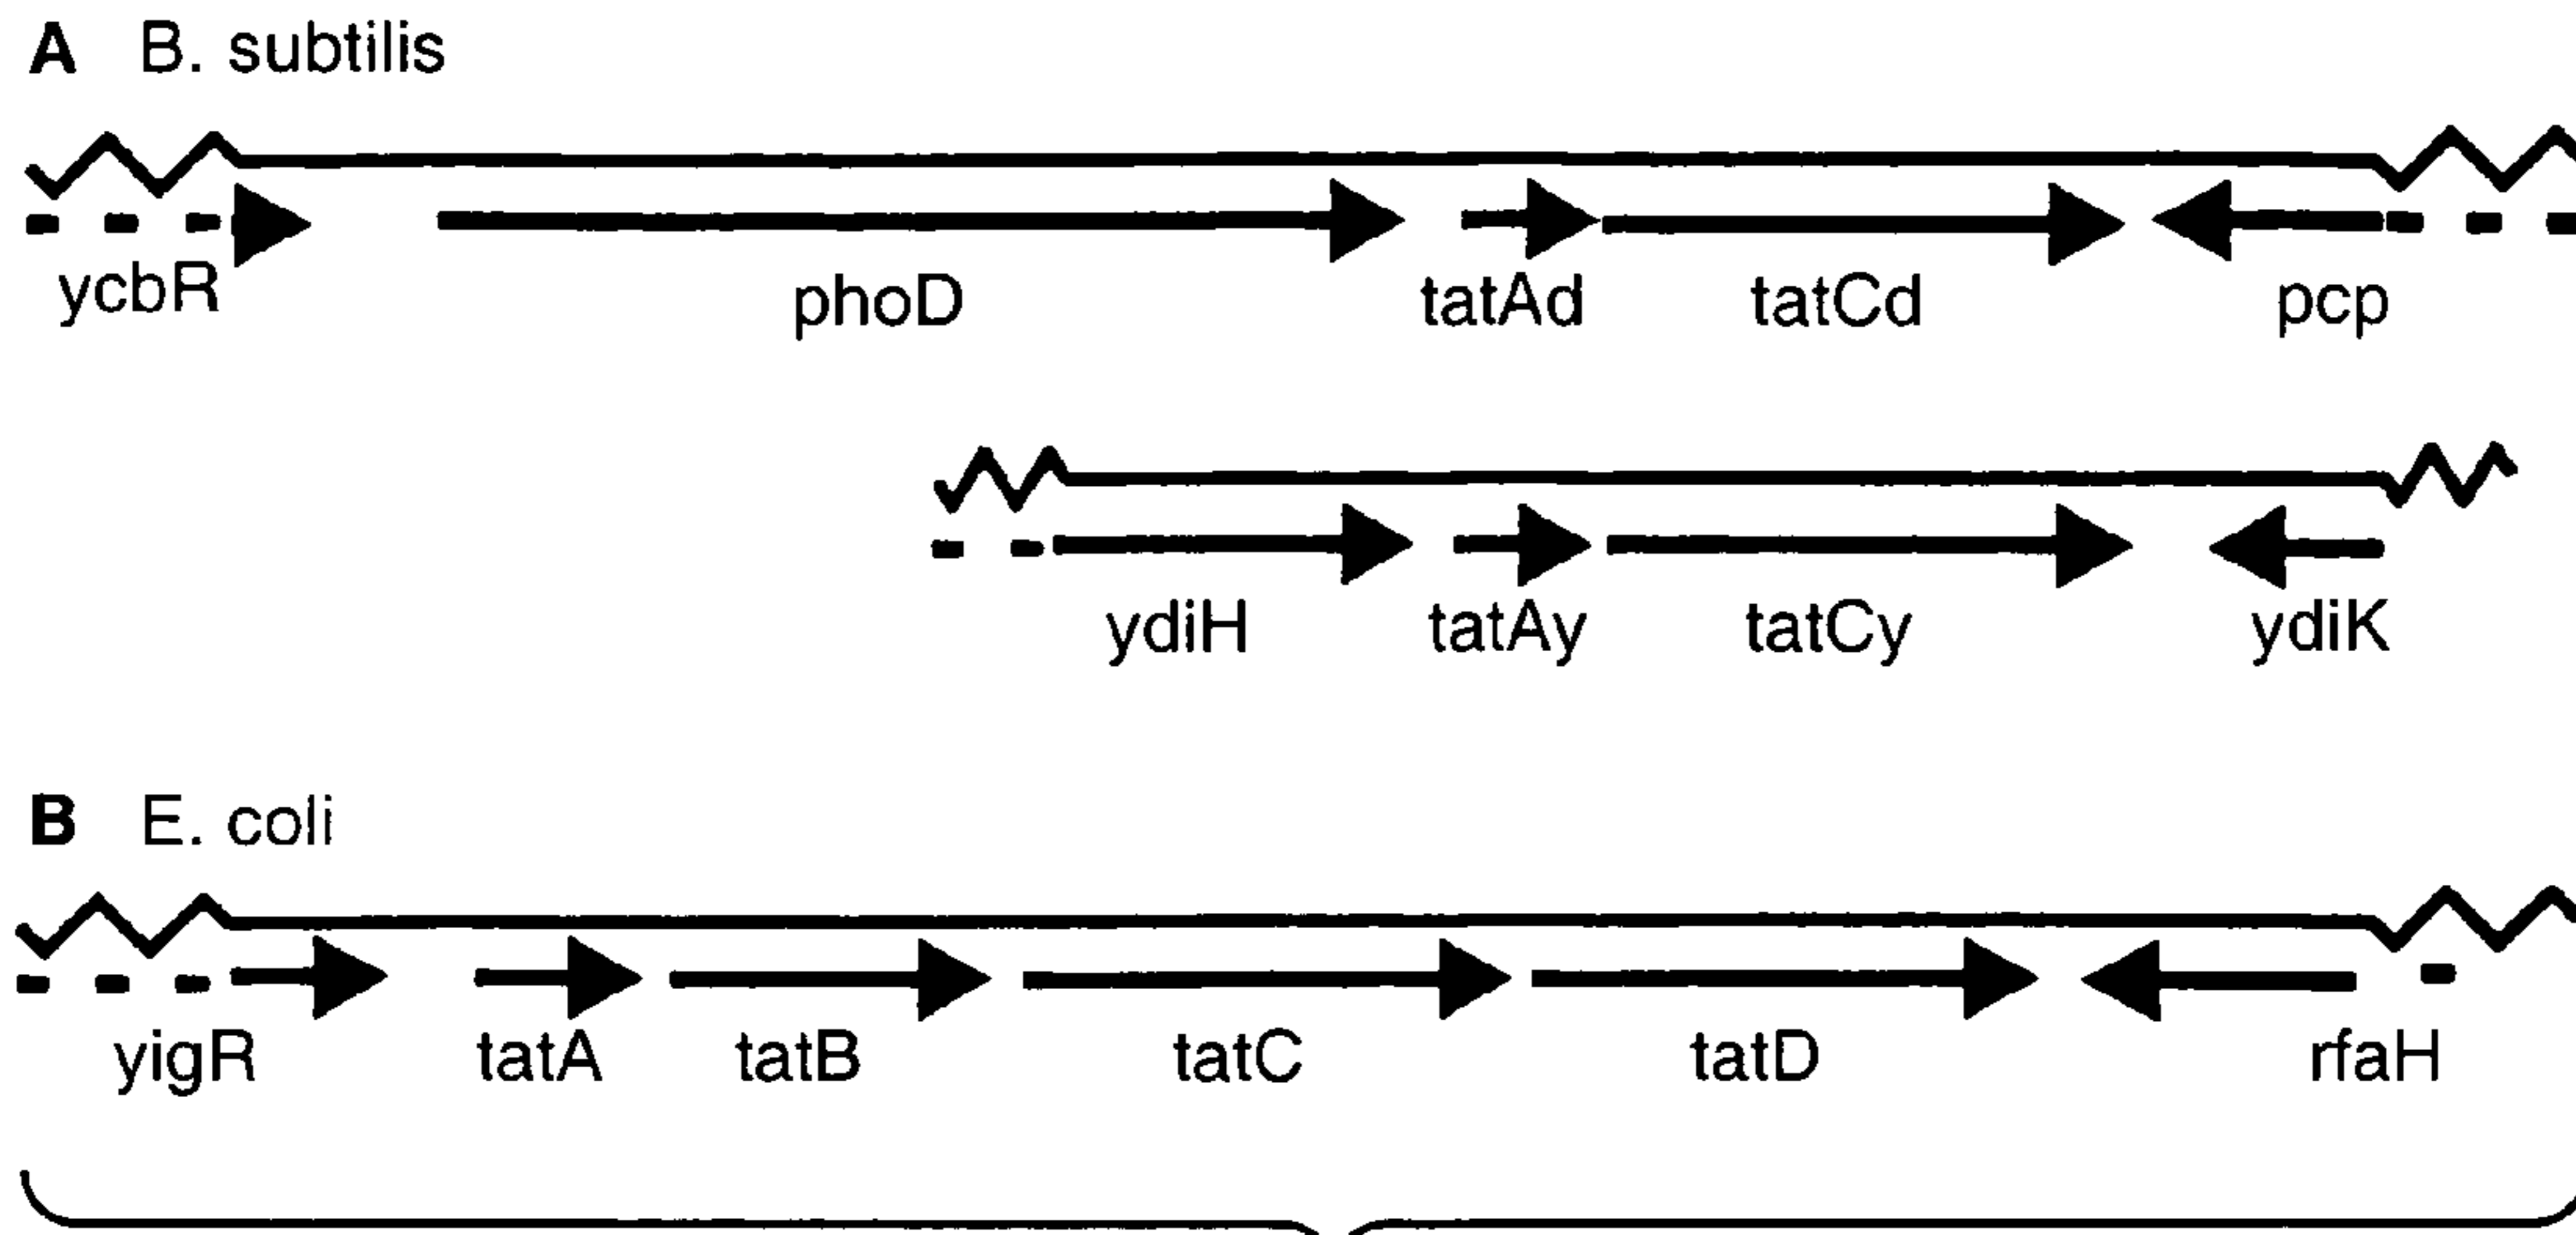 A B. subtilis
ycbR phoD tatAd tatCd pcp
ydiH tatAy tatCy ydiK
B E. coli
yigR tatA tatB tatC tatD rfaH